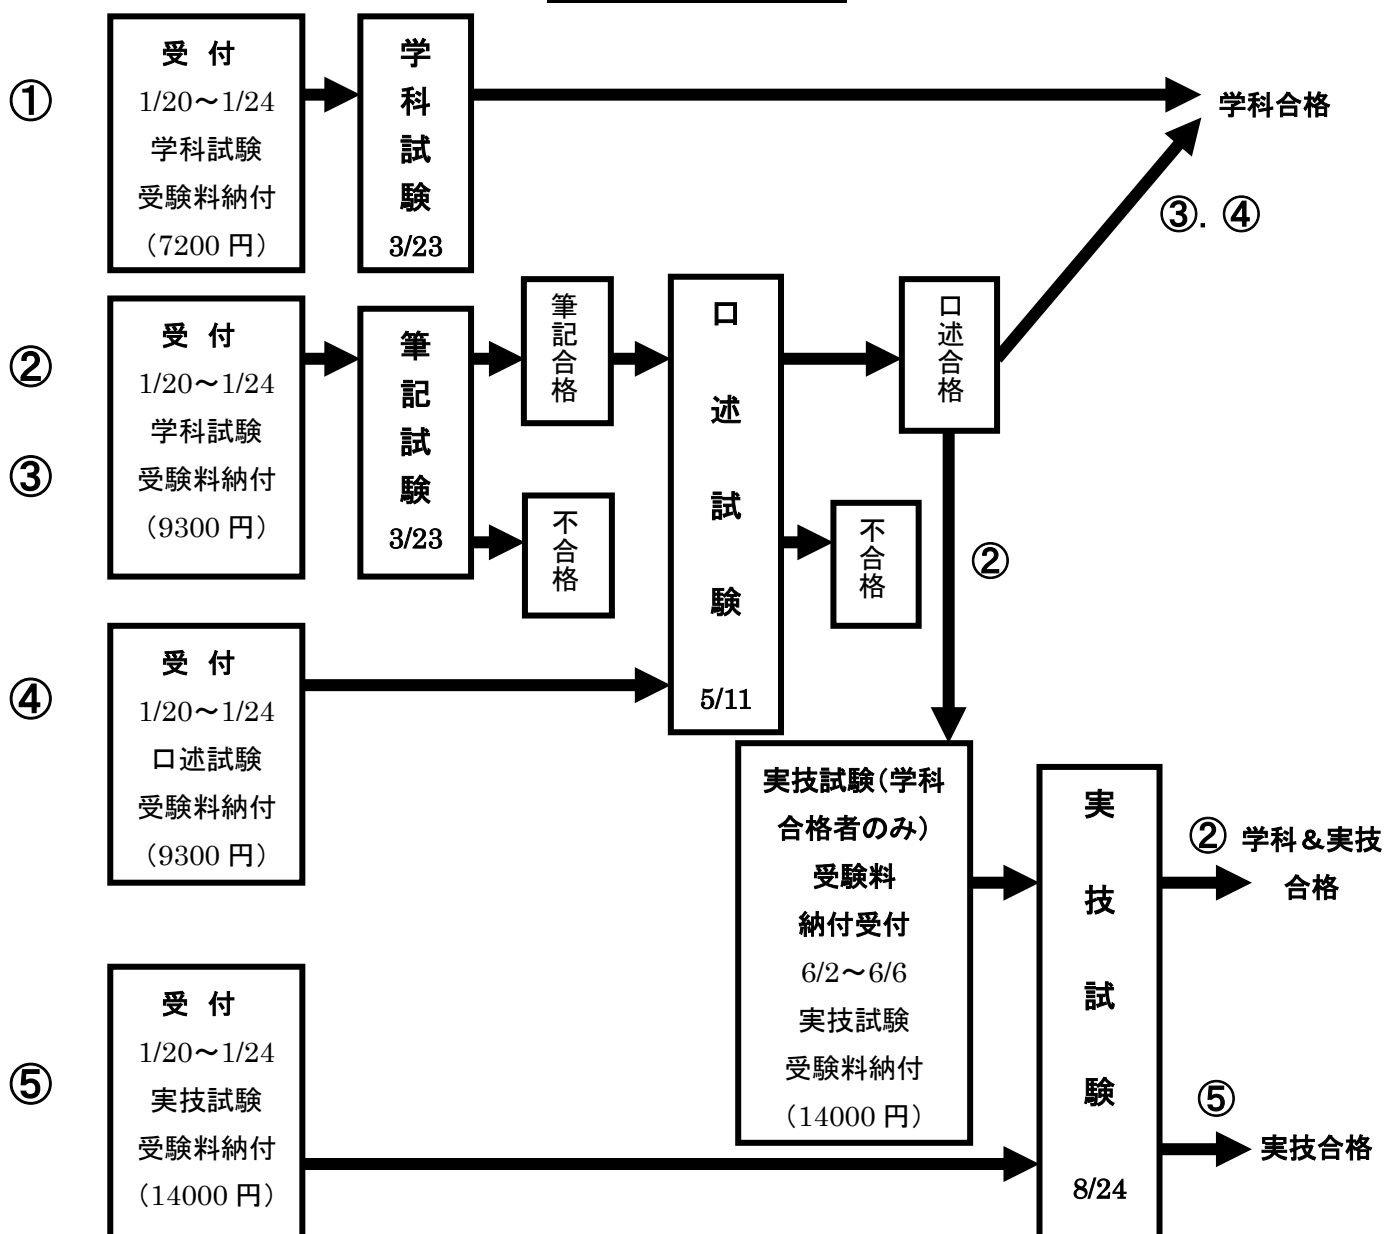 ①
受 付
1/20～1/24
学科試験
受験料納付
（7200 円）
学科試験
3/23
学科合格
③．④
②
③
受 付
1/20～1/24
学科試験
受験料納付
（9300 円）
筆記試験
3/23
筆記合格
不合格
口述試験
5/11
口述合格
不合格
②
④
受 付
1/20～1/24
口述試験
受験料納付
（9300 円）
実技試験（学科
合格者のみ）
受験料
納付受付
6/2～6/6
実技試験
受験料納付
（14000 円）
実技試験
8/24
② 学科＆実技
合格
⑤
受 付
1/20～1/24
実技試験
受験料納付
（14000 円）
⑤
実技合格